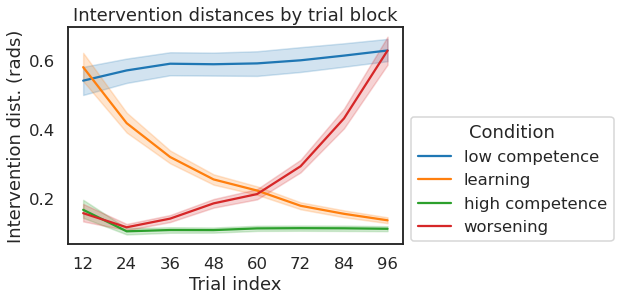 Intervention distances by trial block
Intervention dist. (rads)
0.6
0.4
0.2
12 24 36 48 60 72 84 96
Trial index
Condition
low competence
learning
high competence
worsening